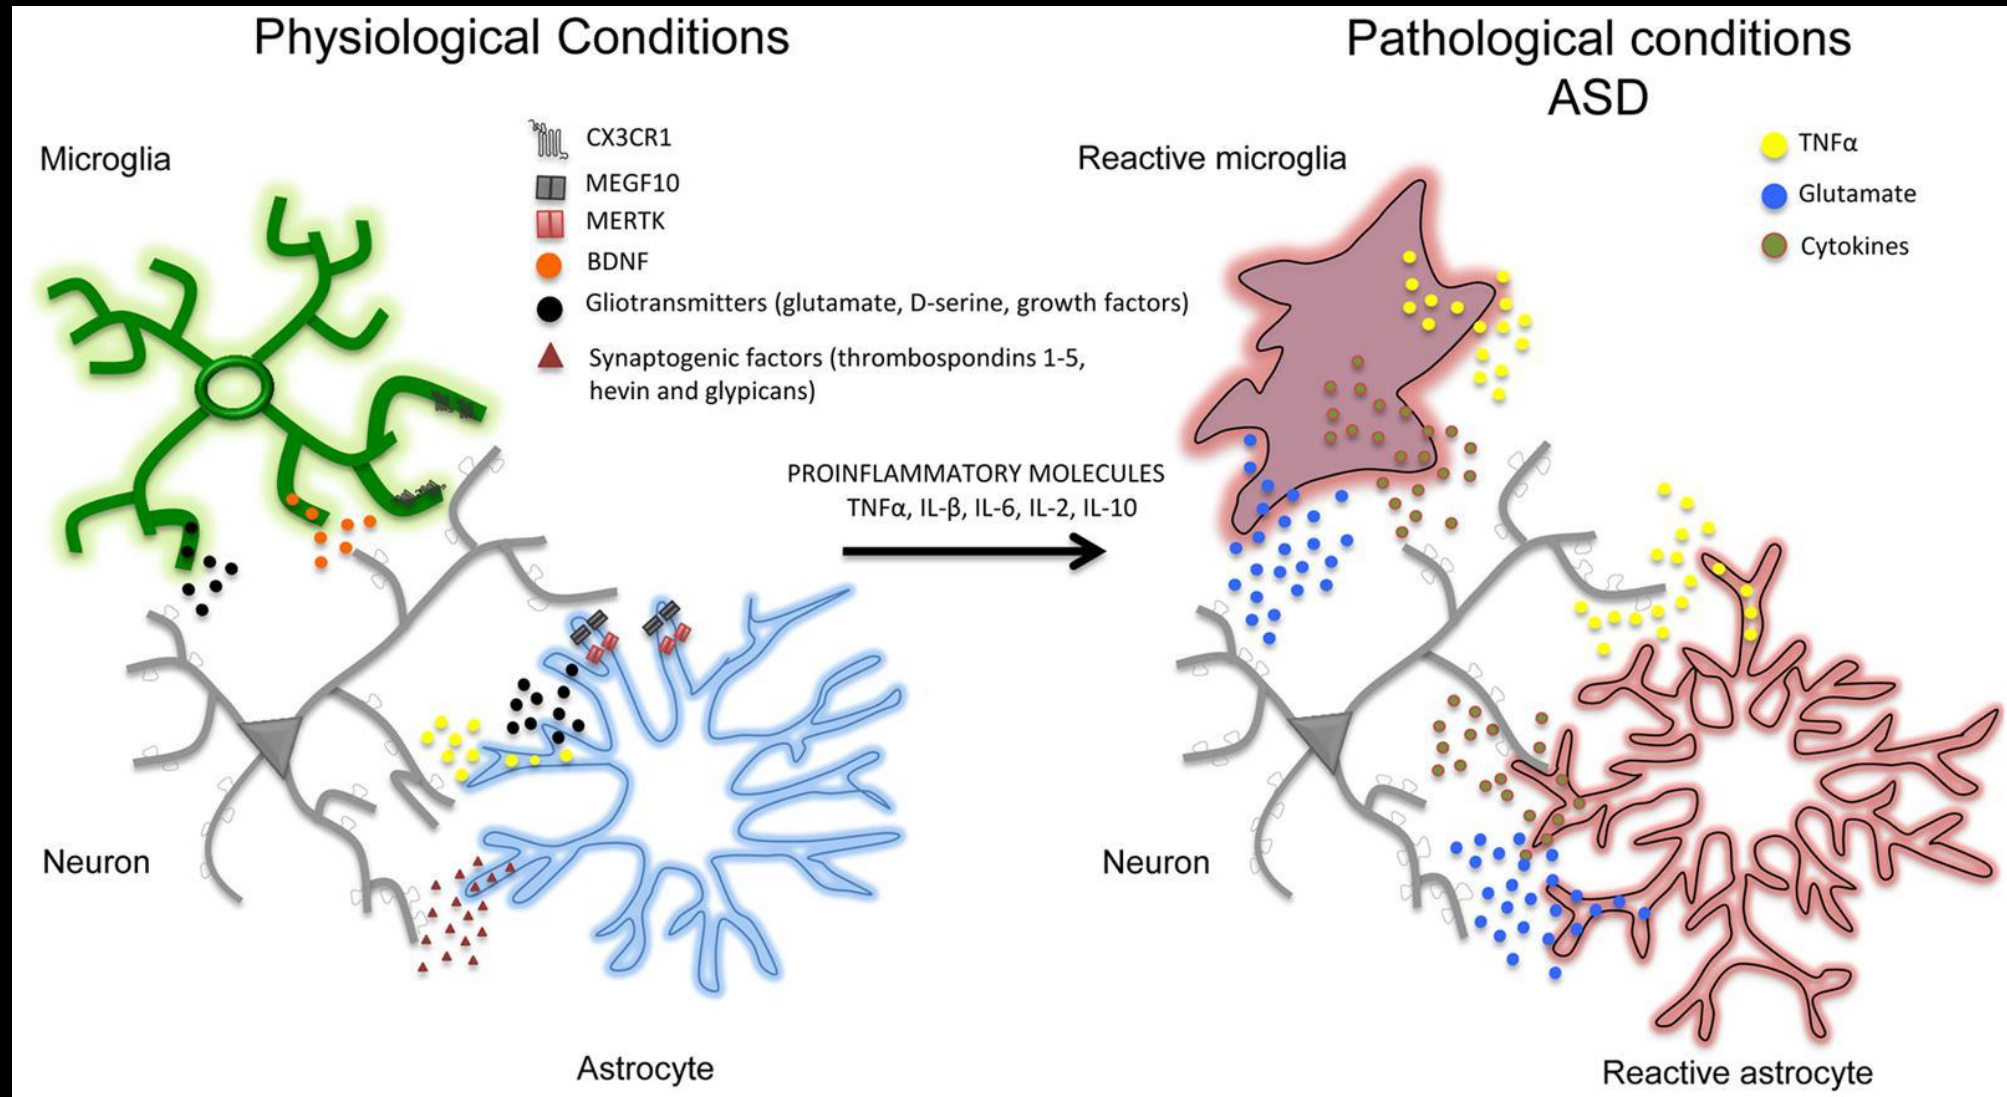 Physiological Conditions
Microglia
CX3CR1
MEGF10
MERTK
BDNF
Gliotransmitters (glutamate, D-serine, growth factors)
Synaptogenic factors (thrombospondins 1-5,
hevin and glypicans)
Neuron
Astrocyte
PROINFLAMMATORY MOLECULES
TNFα, IL-β, IL-6, IL-2, IL-10
Pathological conditions
ASD
Reactive microglia
TNFα
Glutamate
Cytokines
Neuron
Reactive astrocyte